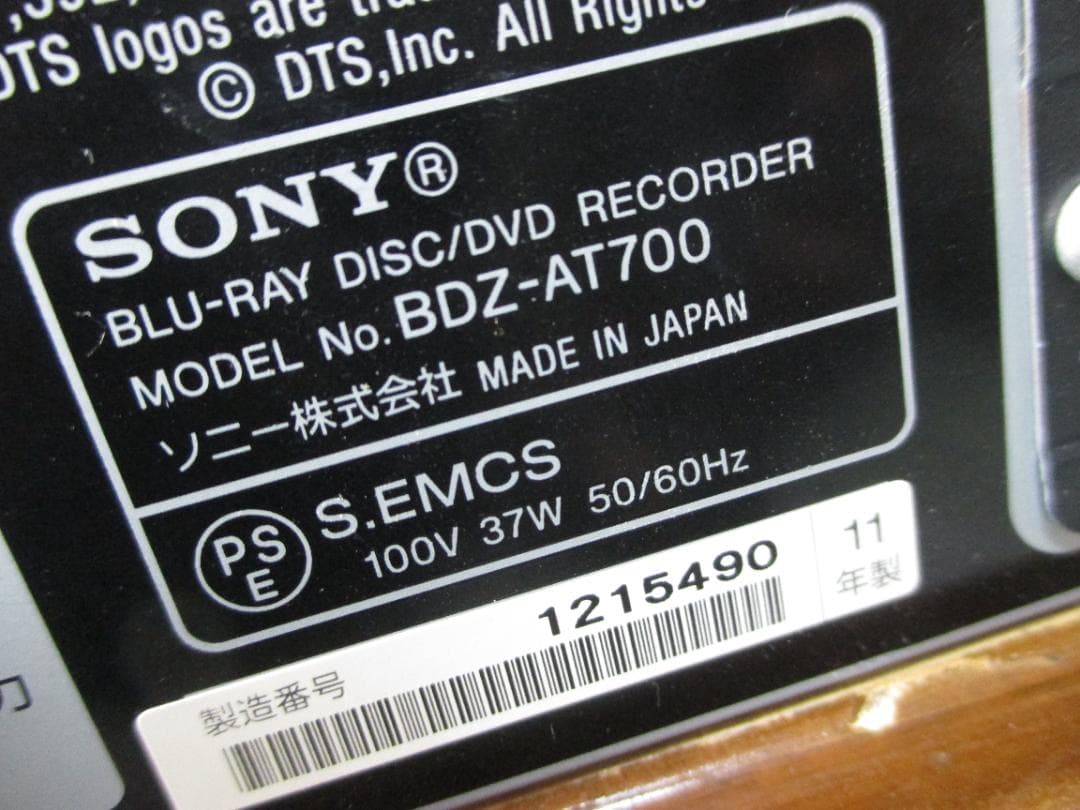 DTS logos are
© DTS,Inc. All Rights
SONY®
BLU-RAY DISC/DVD RECORDER
MODEL No. BDZ-AT700
ソニー株式会社 MADE IN JAPAN
PSE S.EMCS
100V 37W 50/60Hz
1215490
11
年製
製造番号
力